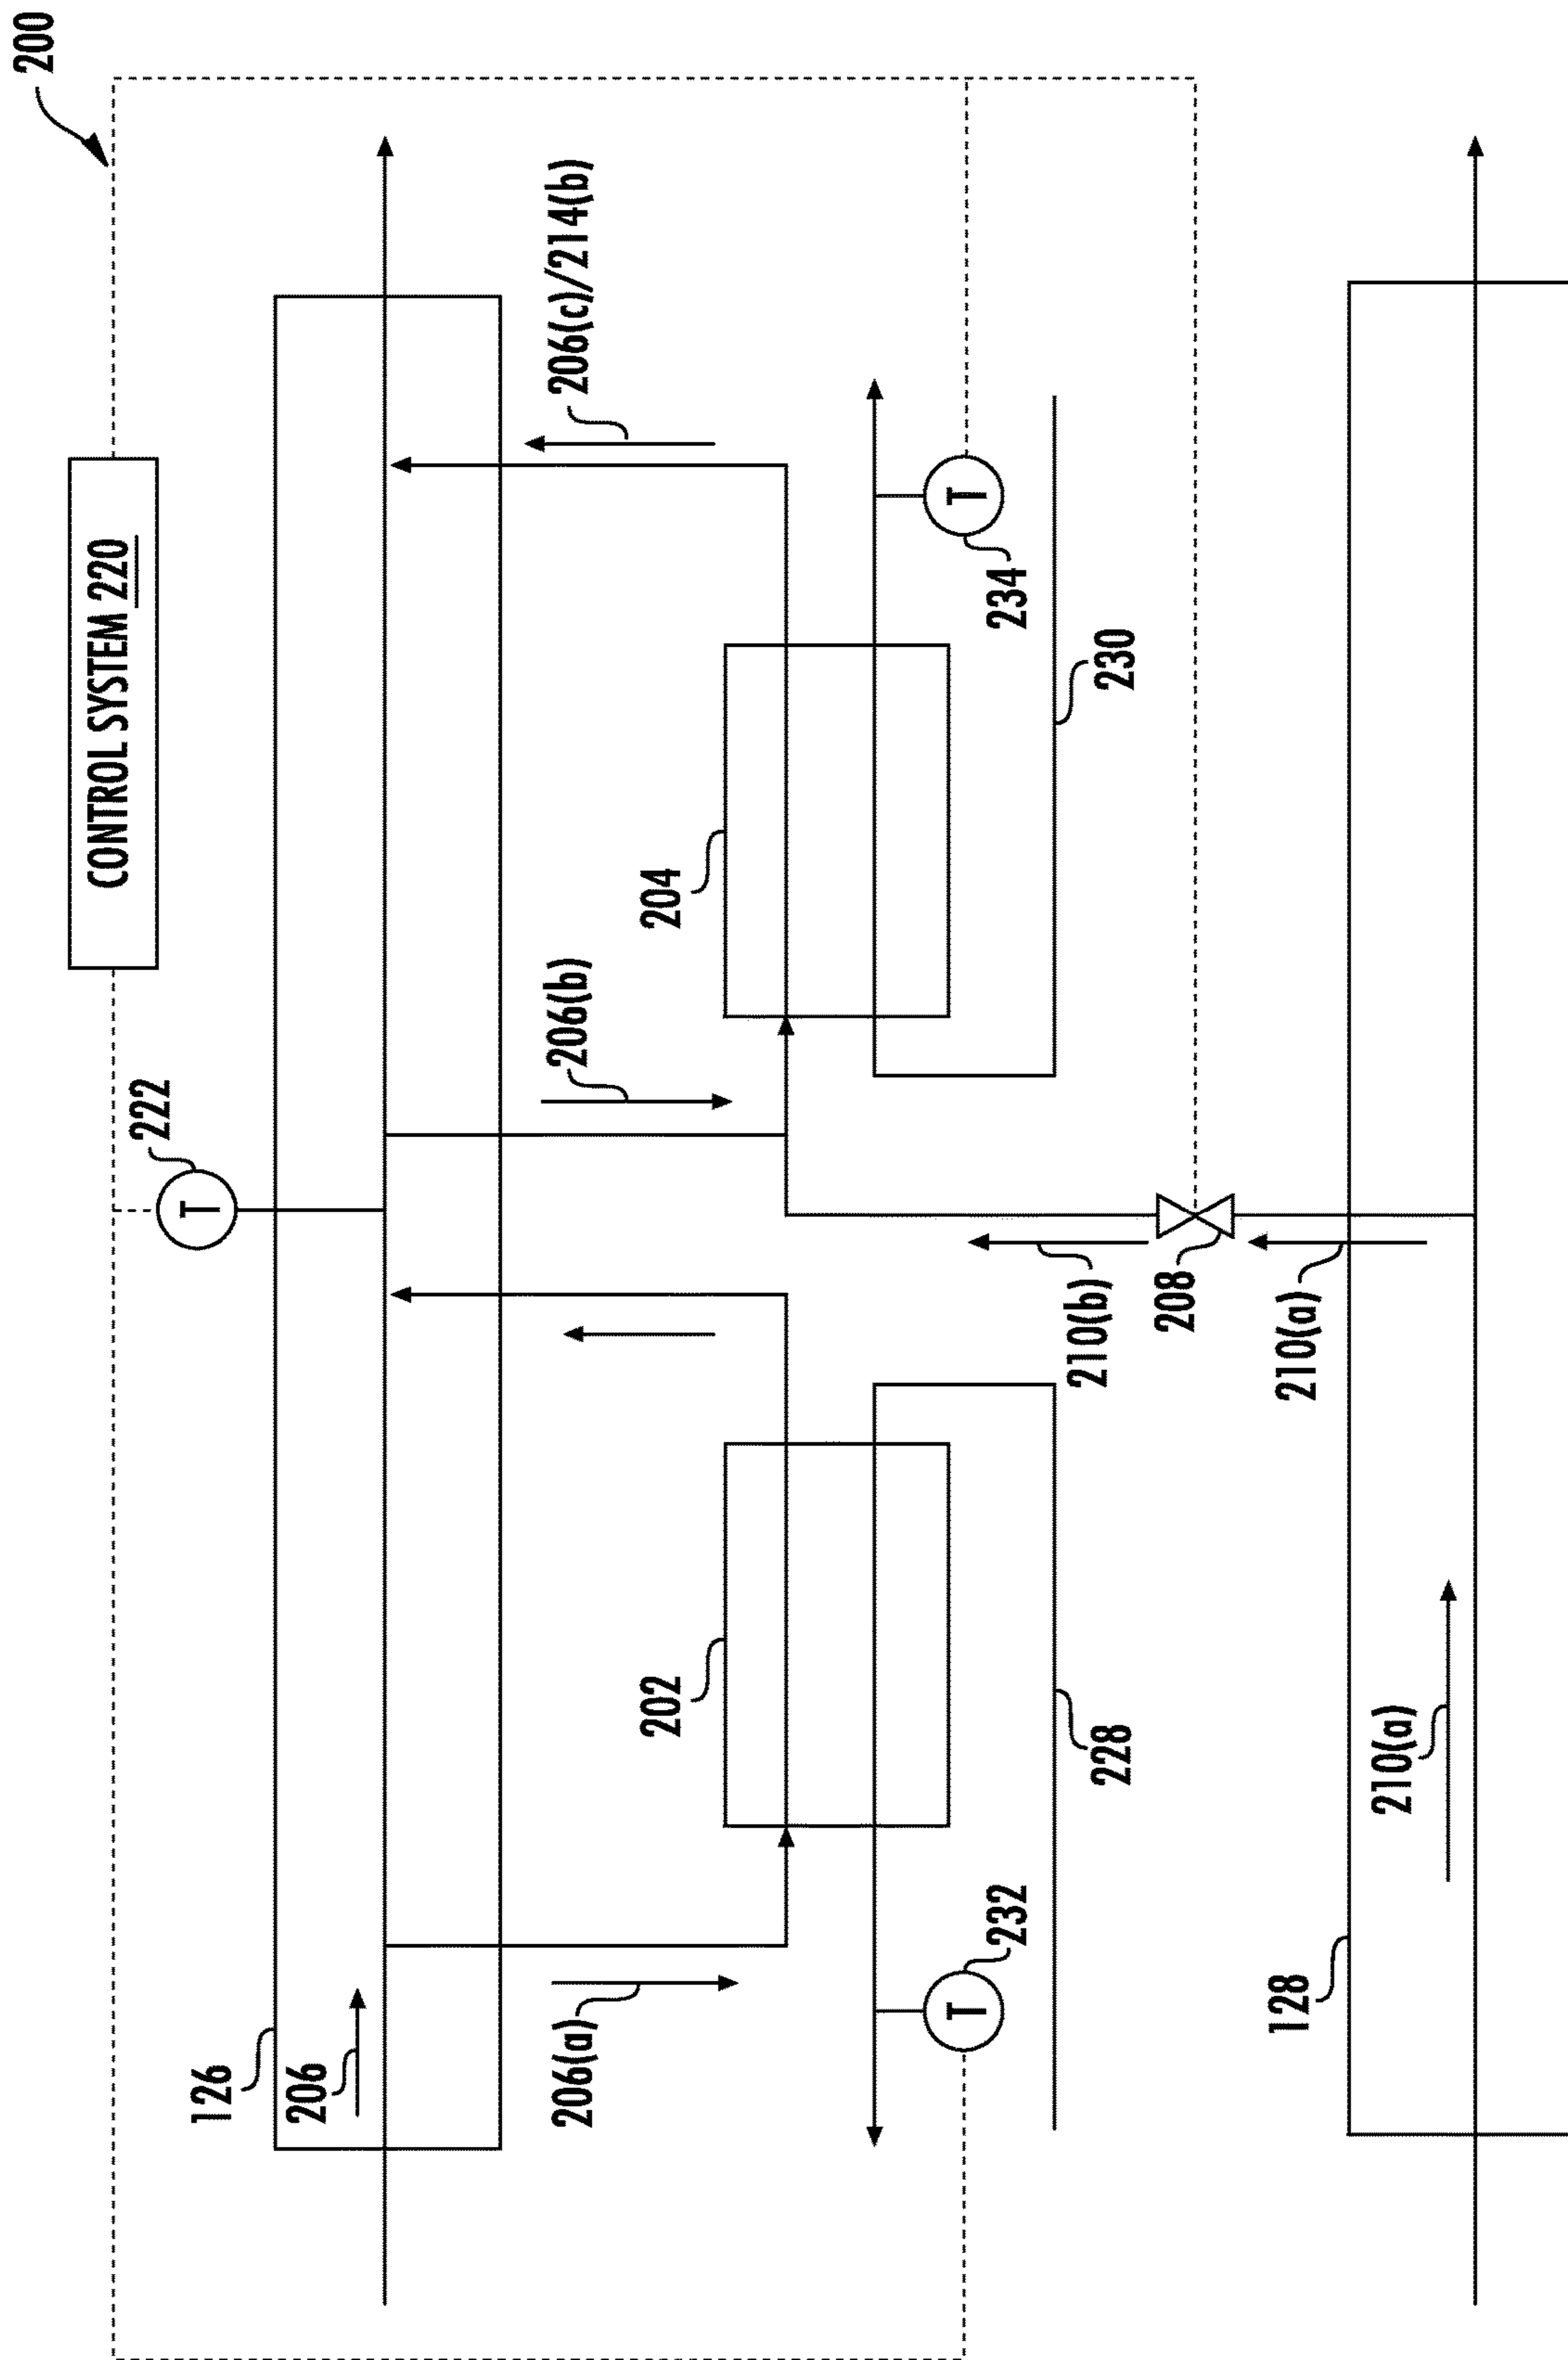 200
CONTROL SYSTEM 220
222
126
206
206(a)
206(b)
206(c)/214(b)
202
204
232
234
228
230
210(b)
208
210(a)
128
210(a)
T
T
T